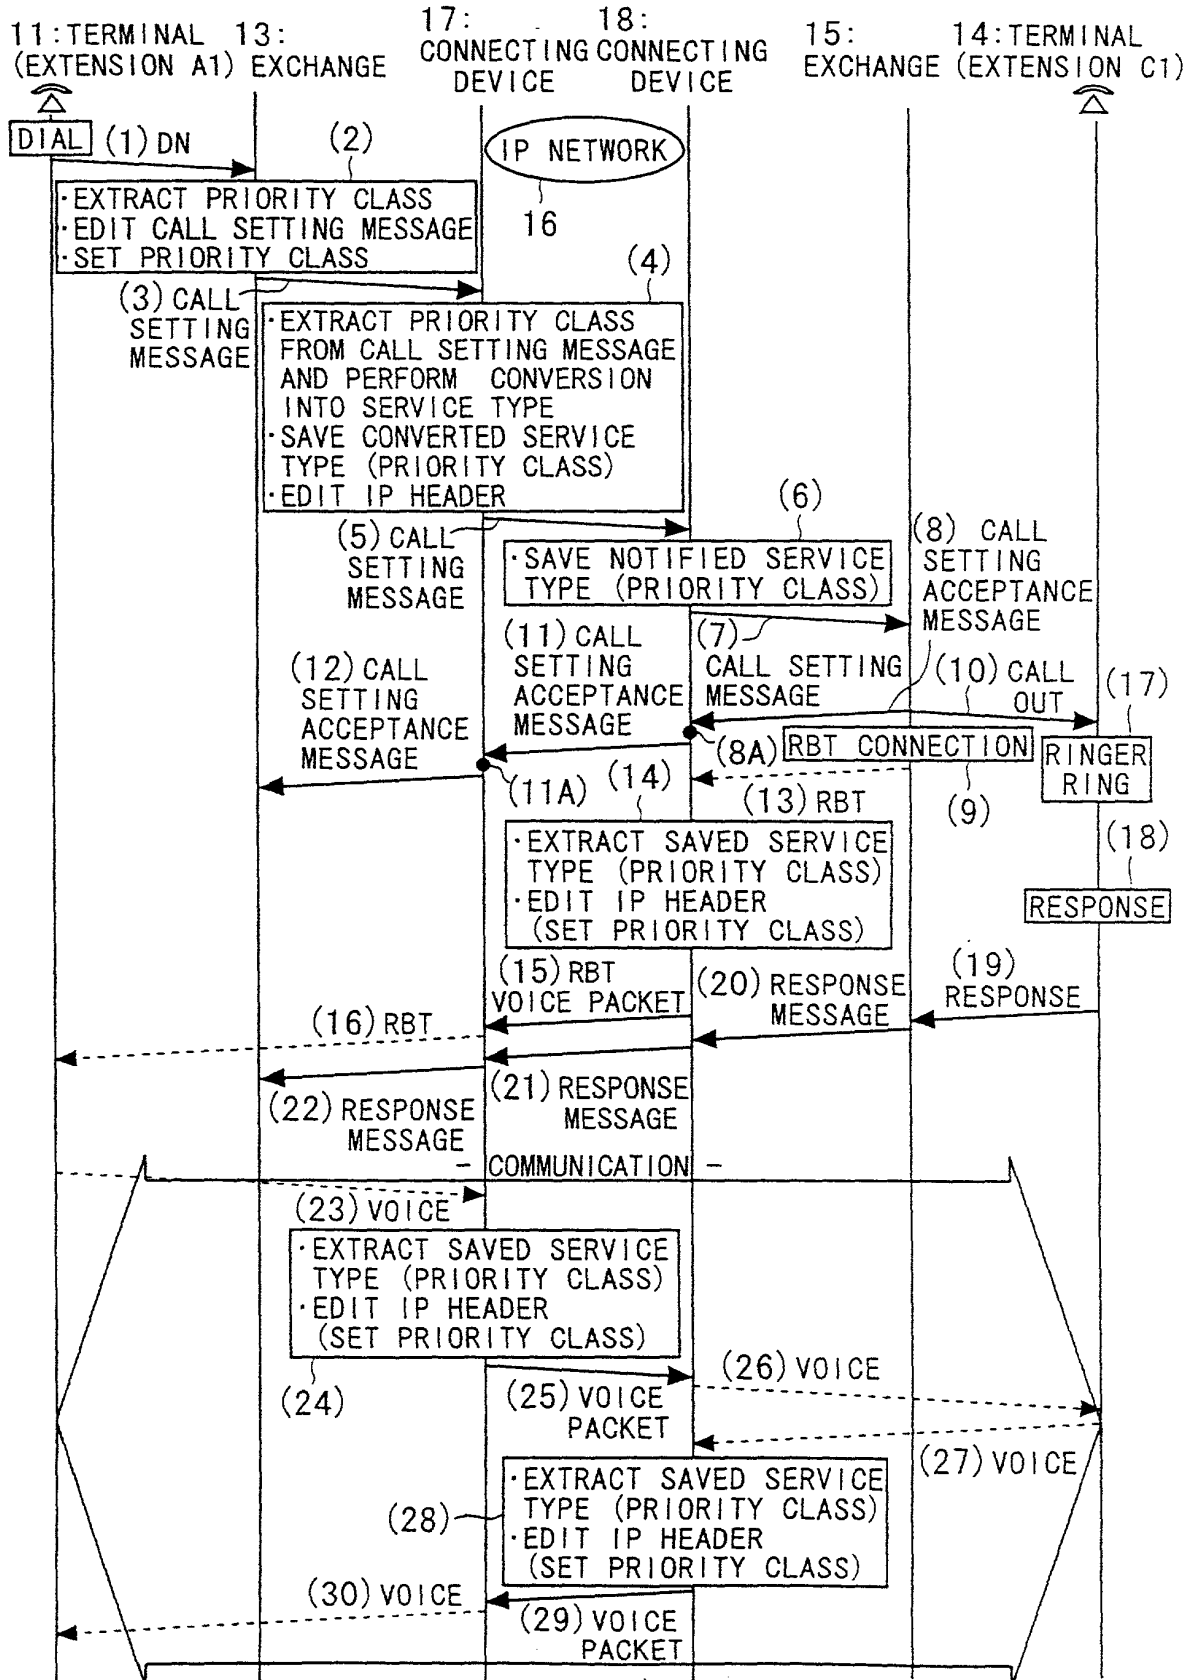 11:TERMINAL
(EXTENSION A1)
13:
EXCHANGE
17:
CONNECTING
DEVICE
18:
CONNECTING
DEVICE
15:
EXCHANGE
14:TERMINAL
(EXTENSION C1)
DIAL
(1) DN
(2)
IP NETWORK
16
·EXTRACT PRIORITY CLASS
·EDIT CALL SETTING MESSAGE
·SET PRIORITY CLASS
(3) CALL
SETTING
MESSAGE
(4)
·EXTRACT PRIORITY CLASS
FROM CALL SETTING MESSAGE
AND PERFORM CONVERSION
INTO SERVICE TYPE
·SAVE CONVERTED SERVICE
TYPE (PRIORITY CLASS)
·EDIT IP HEADER
(5) CALL
SETTING
MESSAGE
(6)
·SAVE NOTIFIED SERVICE
TYPE (PRIORITY CLASS)
(8) CALL
SETTING
ACCEPTANCE
MESSAGE
(7)
CALL SETTING
MESSAGE
(11) CALL
SETTING
ACCEPTANCE
MESSAGE
(12) CALL
SETTING
ACCEPTANCE
MESSAGE
(10) CALL
OUT
(17)
(8A)
RBT CONNECTION
RINGER
RING
(11A)
(14)
(13) RBT
(9)
·EXTRACT SAVED SERVICE
TYPE (PRIORITY CLASS)
·EDIT IP HEADER
(SET PRIORITY CLASS)
(18)
RESPONSE
(15) RBT
VOICE PACKET
(16) RBT
(20) RESPONSE
MESSAGE
(19)
RESPONSE
(21) RESPONSE
MESSAGE
(22) RESPONSE
MESSAGE
- COMMUNICATION -
(23) VOICE
·EXTRACT SAVED SERVICE
TYPE (PRIORITY CLASS)
·EDIT IP HEADER
(SET PRIORITY CLASS)
(24)
(25) VOICE
PACKET
(26) VOICE
(27) VOICE
·EXTRACT SAVED SERVICE
TYPE (PRIORITY CLASS)
·EDIT IP HEADER
(SET PRIORITY CLASS)
(28)
(30) VOICE
(29) VOICE
PACKET